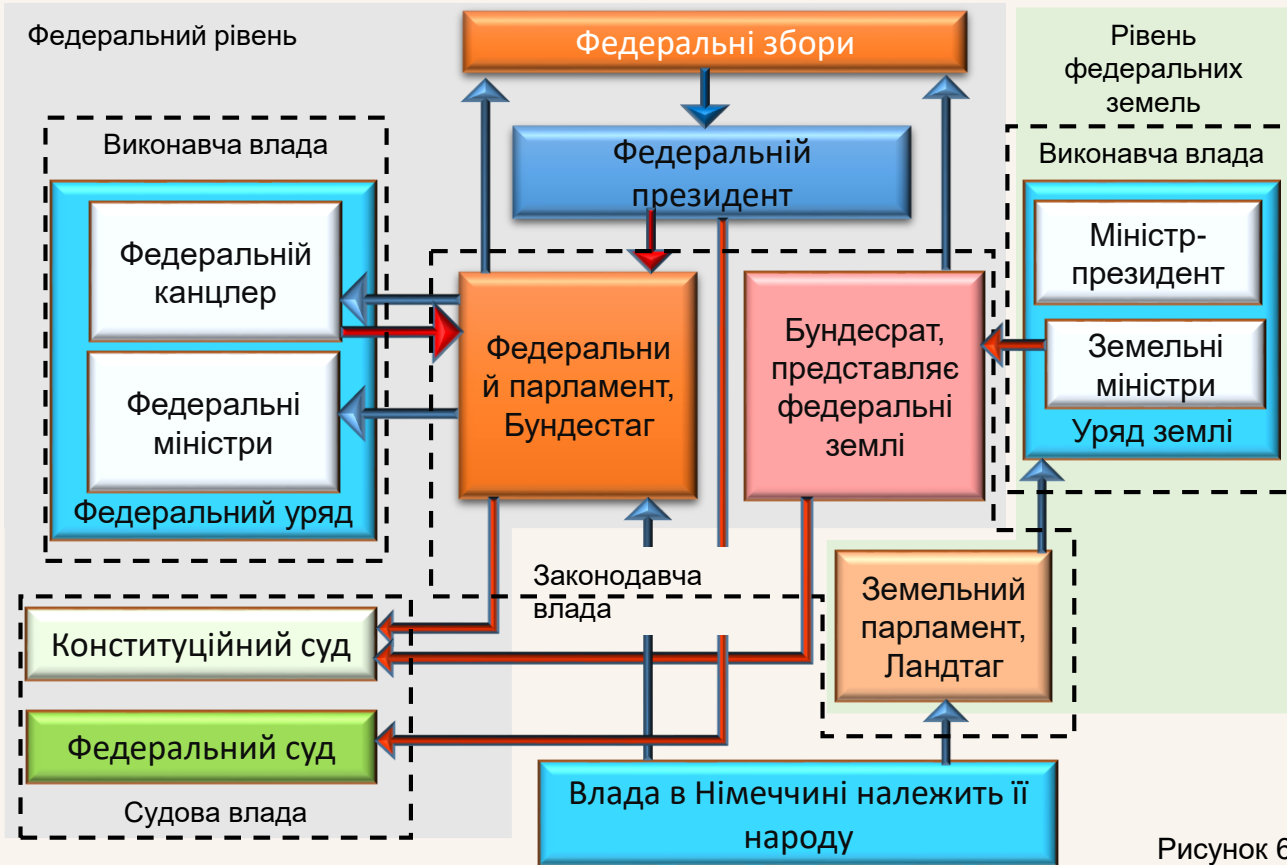 Федеральний рівень
Федеральні збори
Рівень
федеральних
земель
Виконавча влада
Федеральній
президент
Виконавча влада
Федеральній
канцлер
Міністр-
президент
Федеральни
й парламент,
Бундестаг
Бундесрат,
представляє
федеральні
землі
Земельні
міністри
Федеральні
міністри
Уряд землі
Федеральний уряд
Законодавча
влада
Земельний
парламент,
Ландтаг
Конституційний суд
Федеральний суд
Судова влада
Влада в Німеччині належить її
народу
Рисунок 6